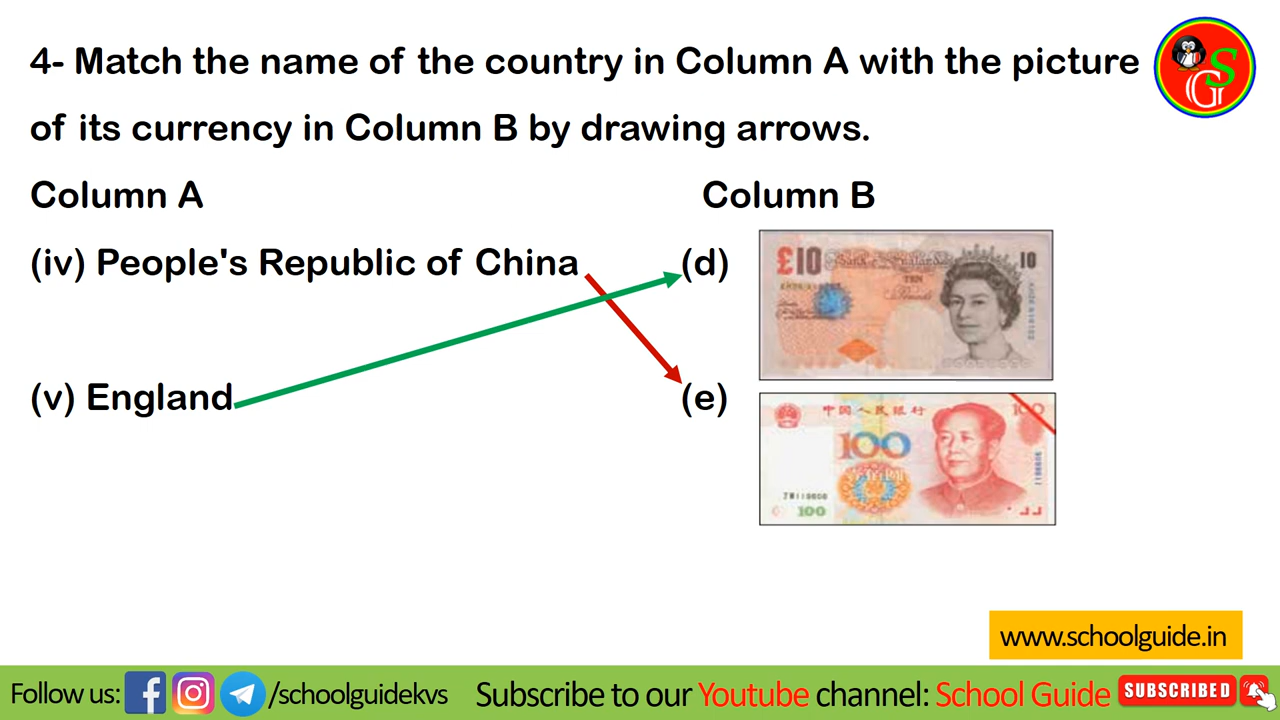 4- Match the name of the country in Column A with the picture
of its currency in Column B by drawing arrows.
Column A
Column B
(iv) People's Republic of China
(d)
£10
10
(v) England
(e)
中国人民银行
100
100
100
www.schoolguide.in
Follow us: /schoolguidekvs
Subscribe to our Youtube channel: School Guide
SUBSCRIBED